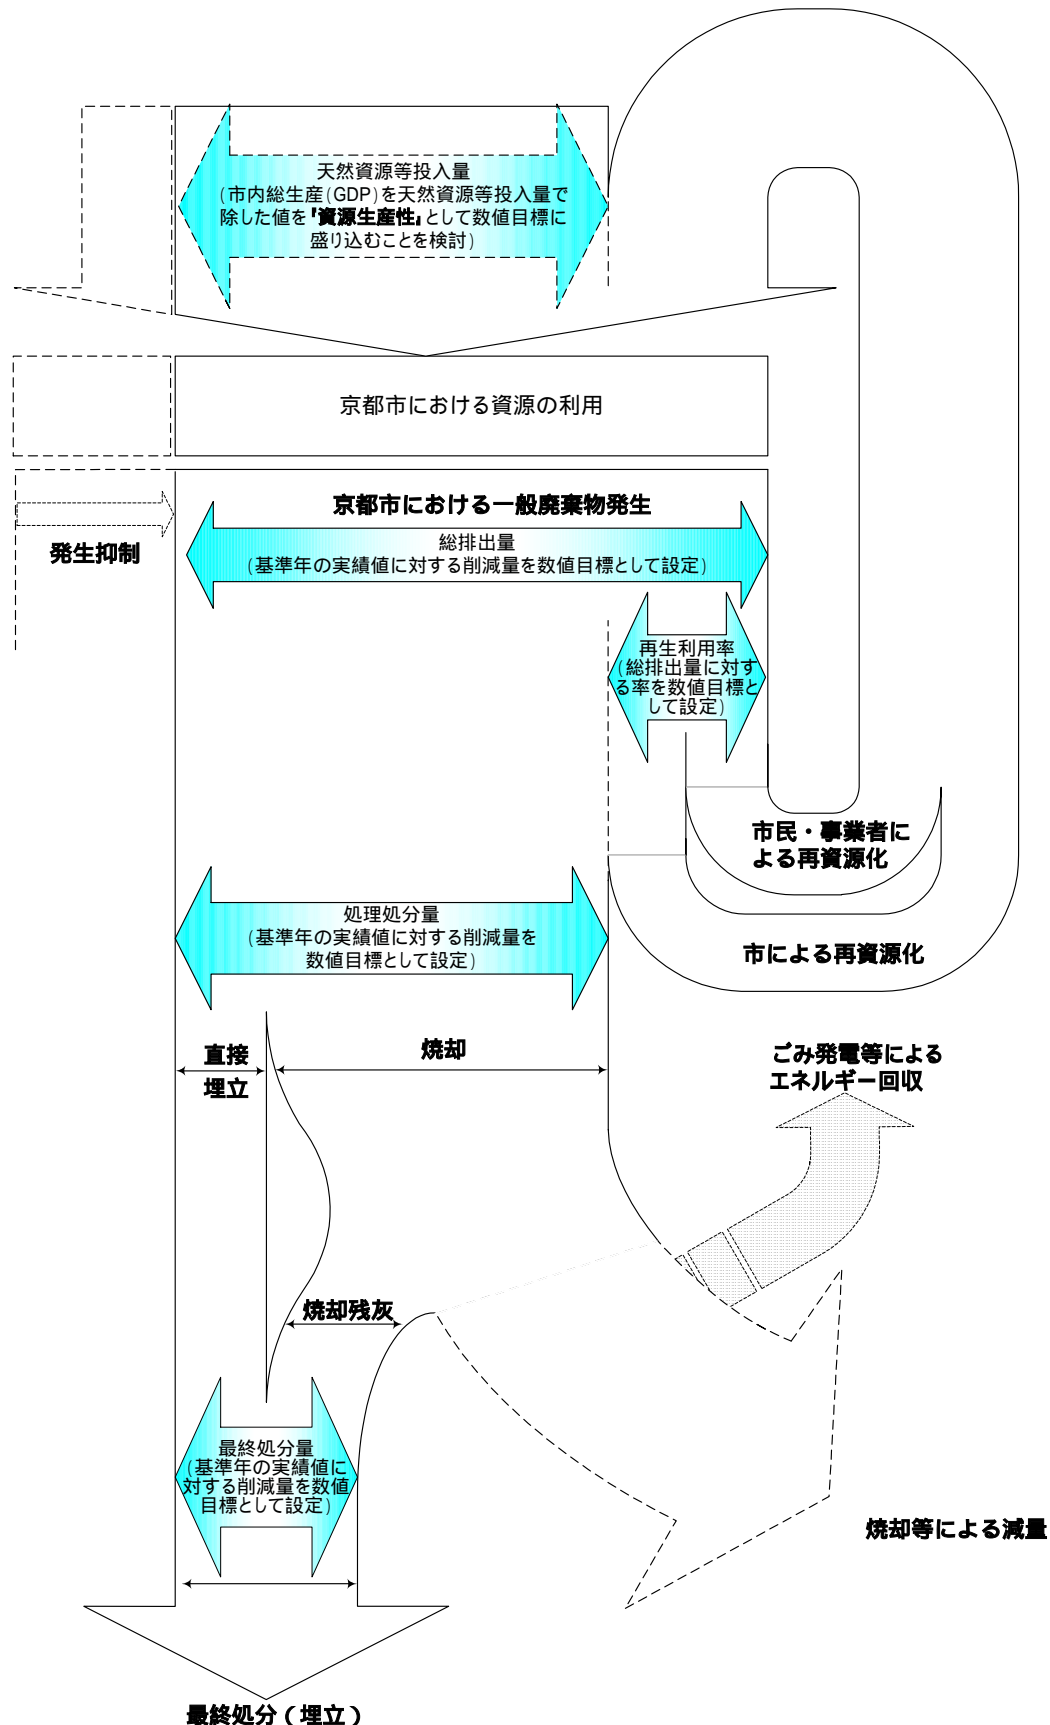 天然資源等投入量
(市内総生産(GDP)を天然資源等投入量で
除した値を『資源生産性』として数値目標に
盛り込むことを検討)
京都市における資源の利用
京都市における一般廃棄物発生
発生抑制
総排出量
(基準年の実績値に対する削減量を数値目標として設定)
再生利用率
(総排出量に対す
る率を数値目標と
して設定)
市民・事業者に
よる再資源化
処理処分量
(基準年の実績値に対する削減量を
数値目標として設定)
市による再資源化
直接
埋立
焼却
ごみ発電等による
エネルギー回収
焼却残灰
最終処分量
(基準年の実績値に
対する削減量を数値
目標として設定)
焼却等による減量
最終処分（埋立）